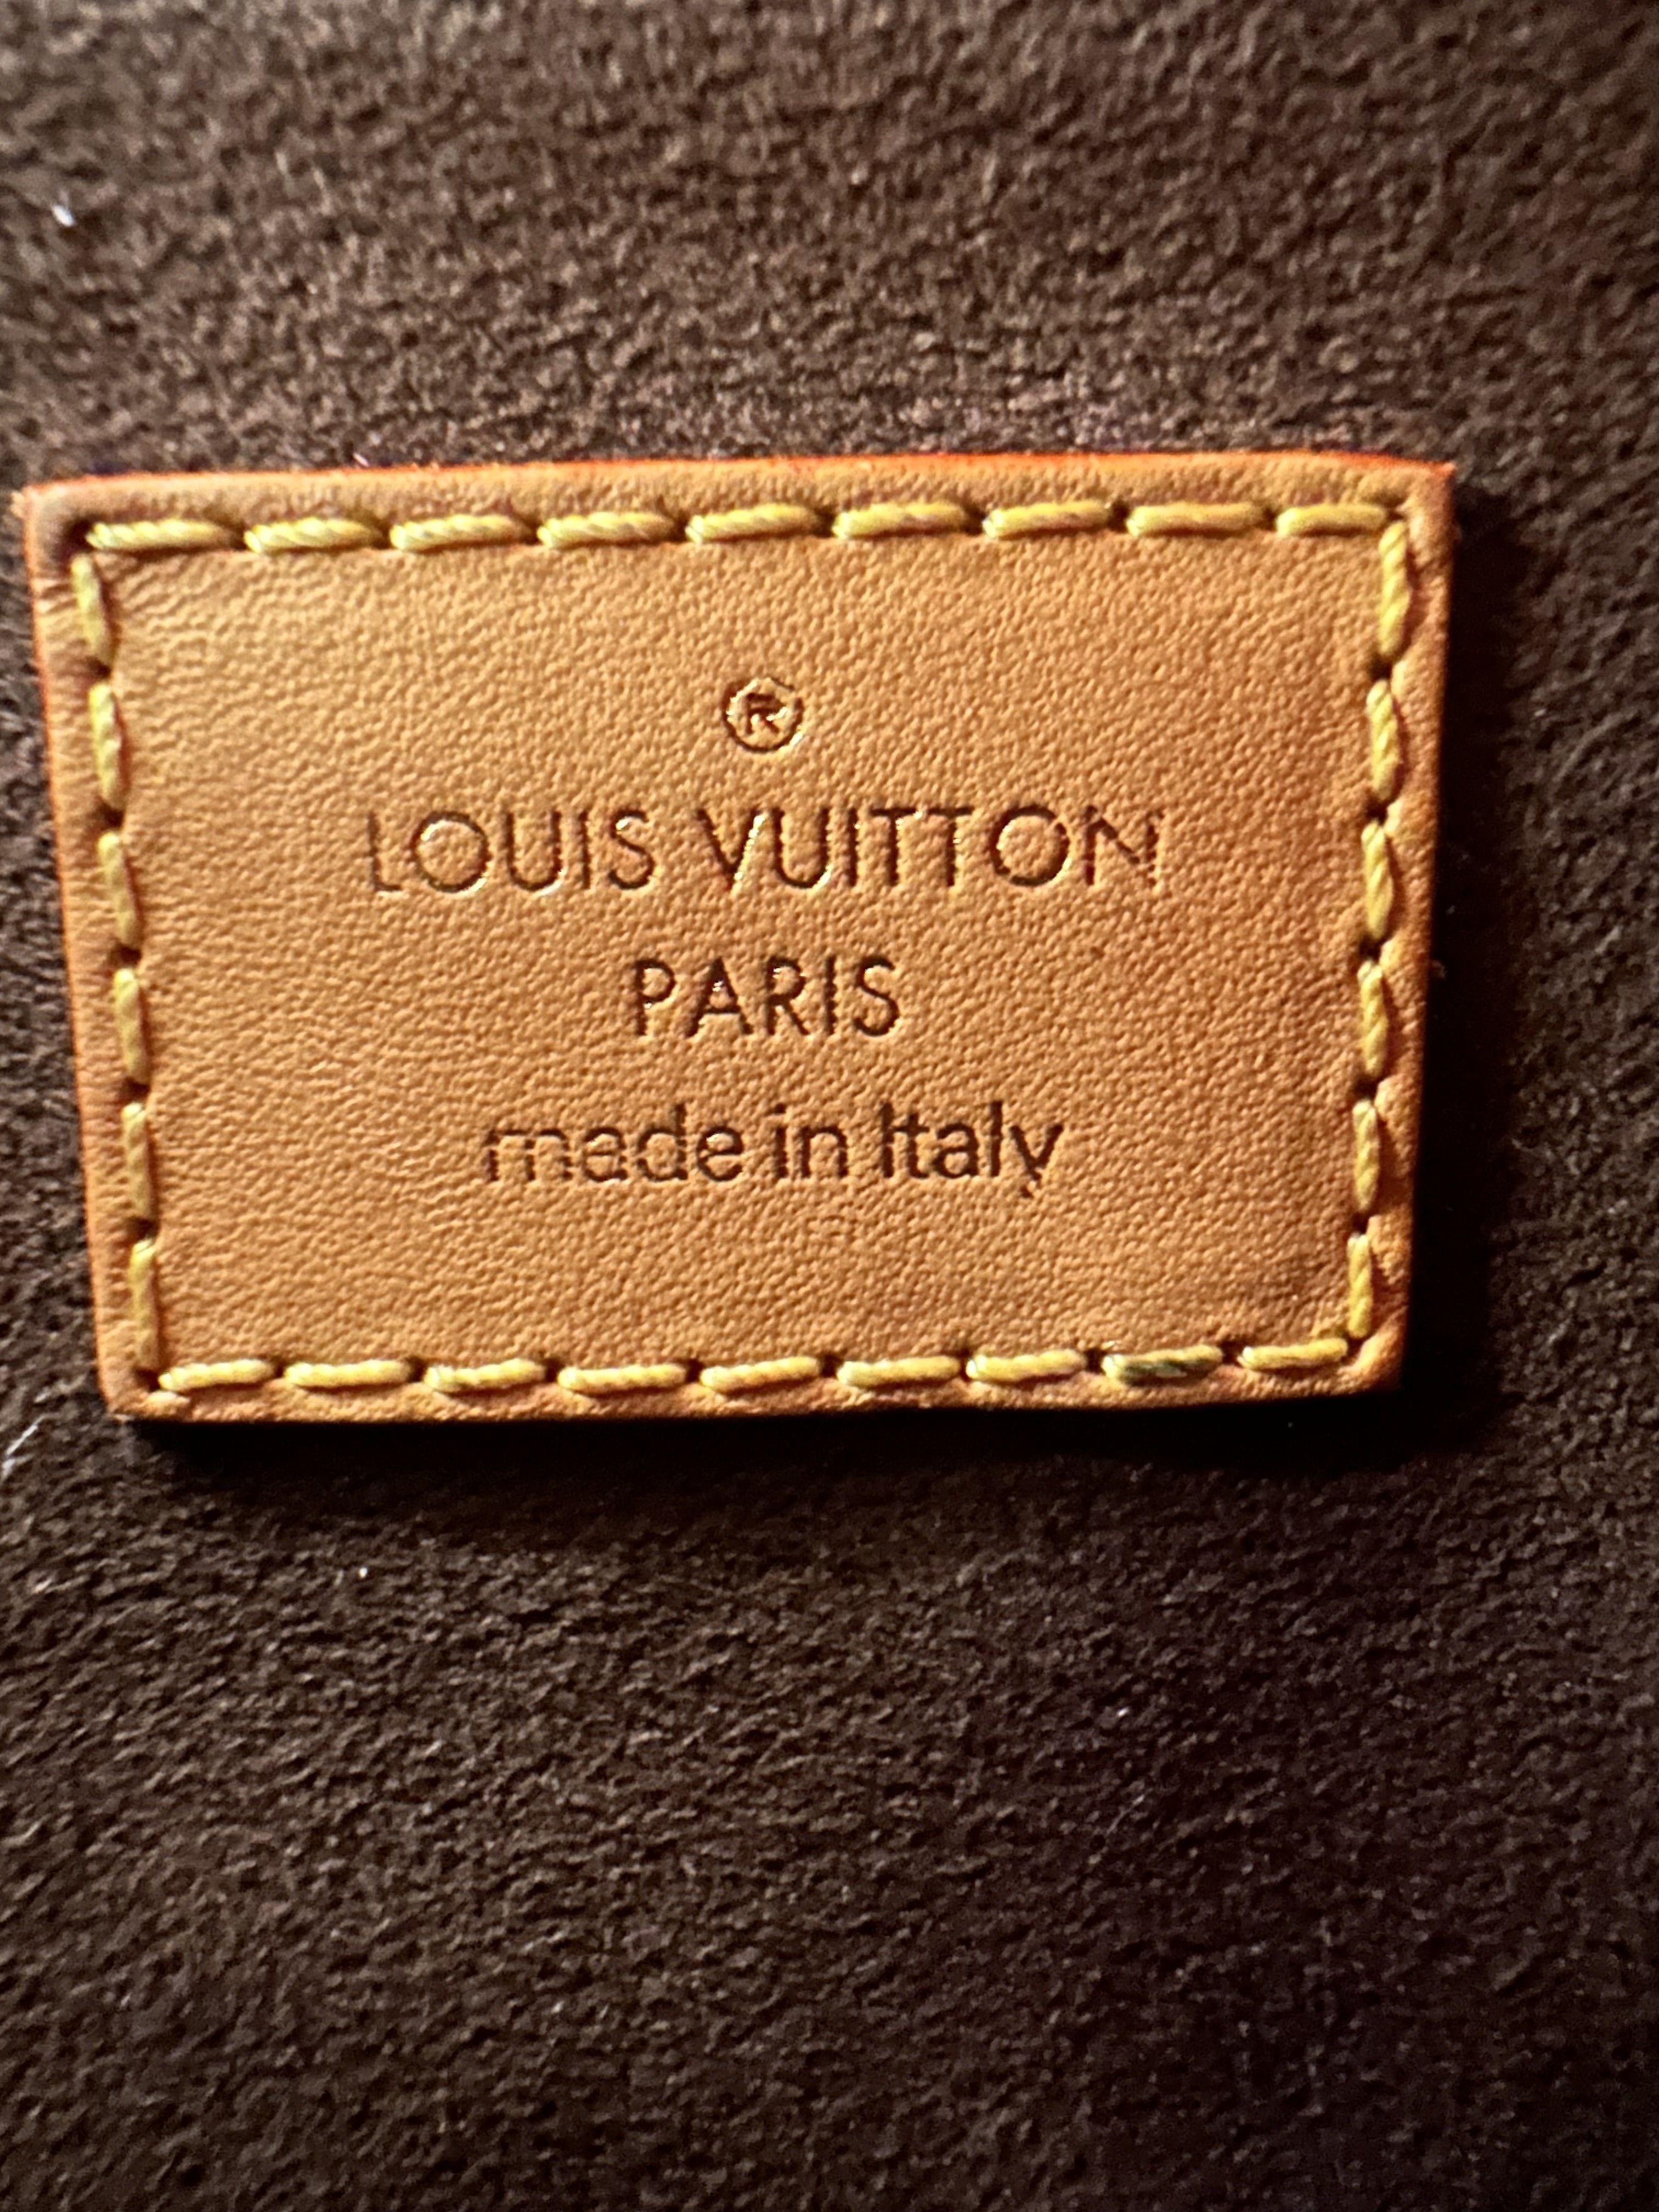 ®
LOUIS VUITTON
PARIS
made in Italy